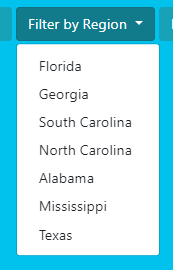 Filter by Region
Florida
Georgia
South Carolina
North Carolina
Alabama
Mississippi
Texas